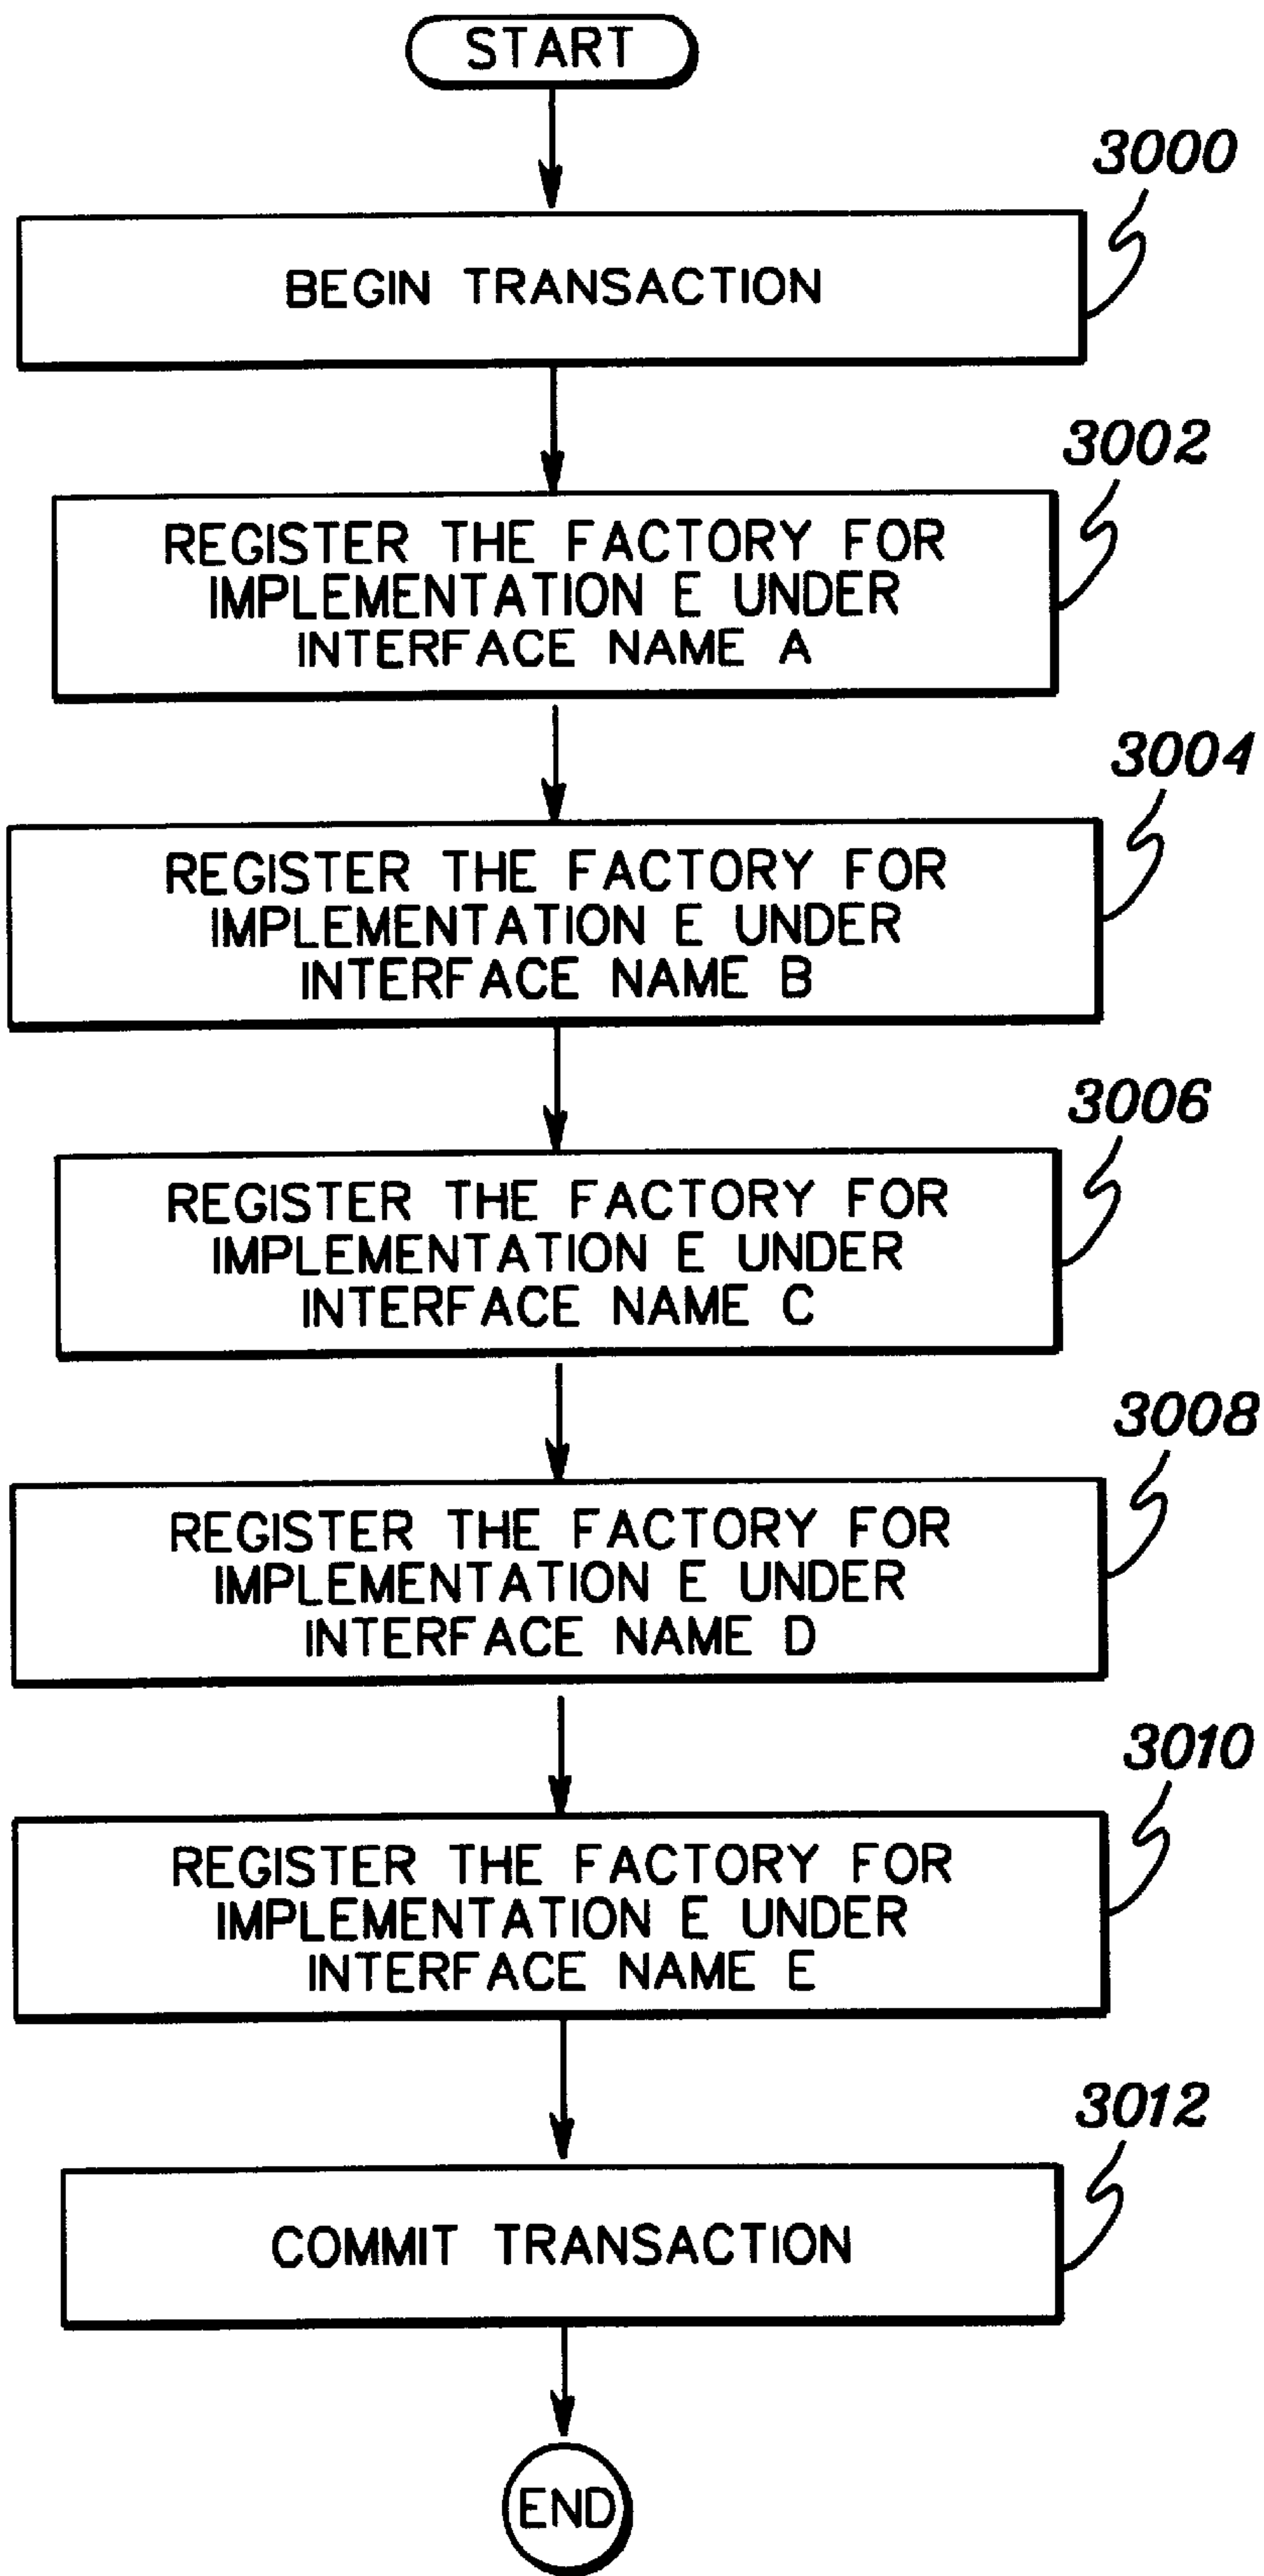 START
3000
BEGIN TRANSACTION
3002
REGISTER THE FACTORY FOR
IMPLEMENTATION E UNDER
INTERFACE NAME A
3004
REGISTER THE FACTORY FOR
IMPLEMENTATION E UNDER
INTERFACE NAME B
3006
REGISTER THE FACTORY FOR
IMPLEMENTATION E UNDER
INTERFACE NAME C
3008
REGISTER THE FACTORY FOR
IMPLEMENTATION E UNDER
INTERFACE NAME D
3010
REGISTER THE FACTORY FOR
IMPLEMENTATION E UNDER
INTERFACE NAME E
3012
COMMIT TRANSACTION
END